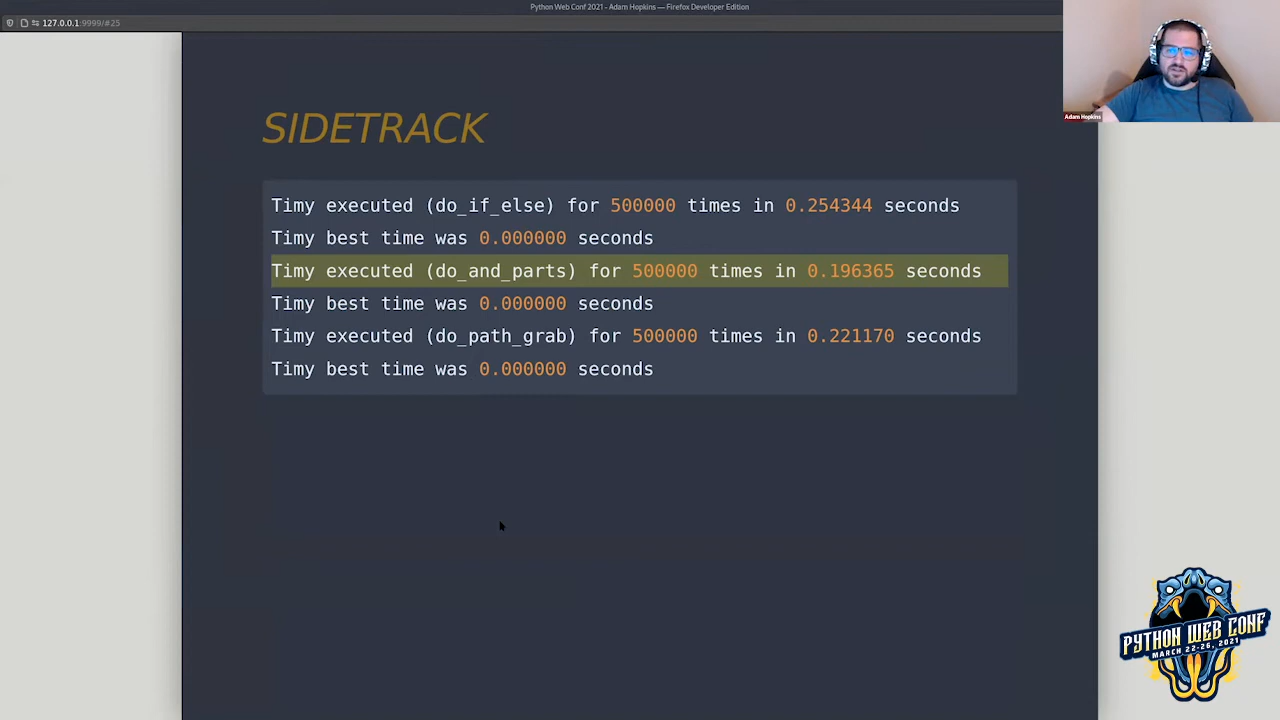 Python Web Conf 2021 - Adam Hopkins — Firefox Developer Edition
127.0.0.1:9999/#25
Adam Hopkins
SIDETRACK
Timy executed (do_if_else) for 500000 times in 0.254344 seconds
Timy best time was 0.000000 seconds
Timy executed (do_and_parts) for 500000 times in 0.196365 seconds
Timy best time was 0.000000 seconds
Timy executed (do_path_grab) for 500000 times in 0.221170 seconds
Timy best time was 0.000000 seconds
PYTHON WEB CONF
MARCH 22-26, 2021